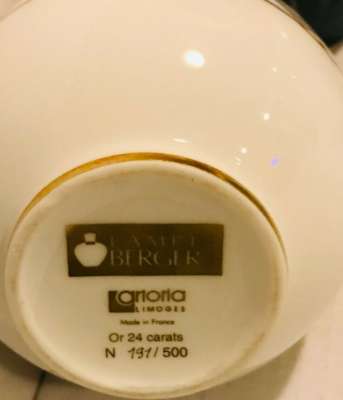 LAMPE
BERGER
artoria
LIMOGES
Made in France
Or 24 carats
N 191/500